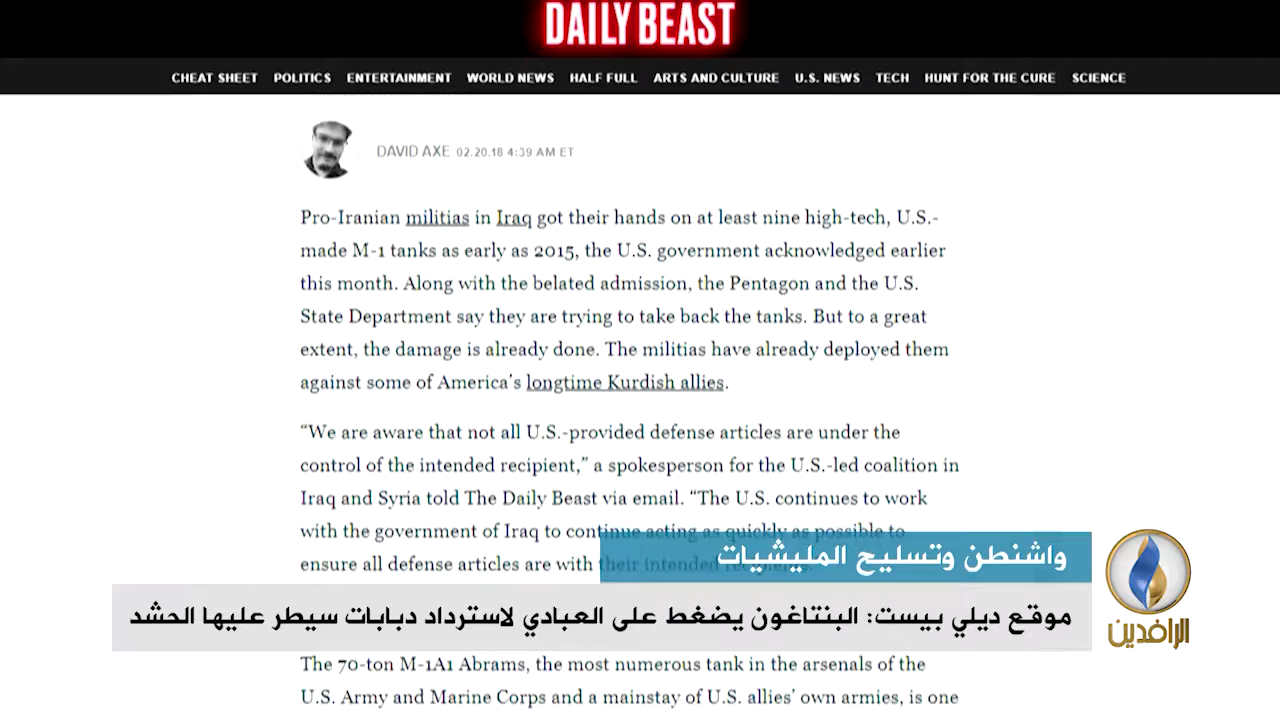 DAILY BEAST
CHEAT SHEET POLITICS ENTERTAINMENT WORLD NEWS HALF FULL ARTS AND CULTURE U.S. NEWS TECH HUNT FOR THE CURE SCIENCE
DAVID AXE 02.20.18 4:39 AM ET
Pro-Iranian militias in Iraq got their hands on at least nine high-tech, U.S.-
made M-1 tanks as early as 2015, the U.S. government acknowledged earlier
this month. Along with the belated admission, the Pentagon and the U.S.
State Department say they are trying to take back the tanks. But to a great
extent, the damage is already done. The militias have already deployed them
against some of America’s longtime Kurdish allies.
“We are aware that not all U.S.-provided defense articles are under the
control of the intended recipient,” a spokesperson for the U.S.-led coalition in
Iraq and Syria told The Daily Beast via email. “The U.S. continues to work
with the government of Iraq to continue acting as quickly as possible to
ensure all defense articles are with their intended
واشنطن وتسليح المليشيات
موقع ديلي بيست: البنتاغون يضغط على العبادي لاسترداد دبابات سيطر عليها الحشد
الرافدين
The 70-ton M-1A1 Abrams, the most numerous tank in the arsenals of the
U.S. Army and Marine Corps and a mainstay of U.S. allies’ own armies, is one